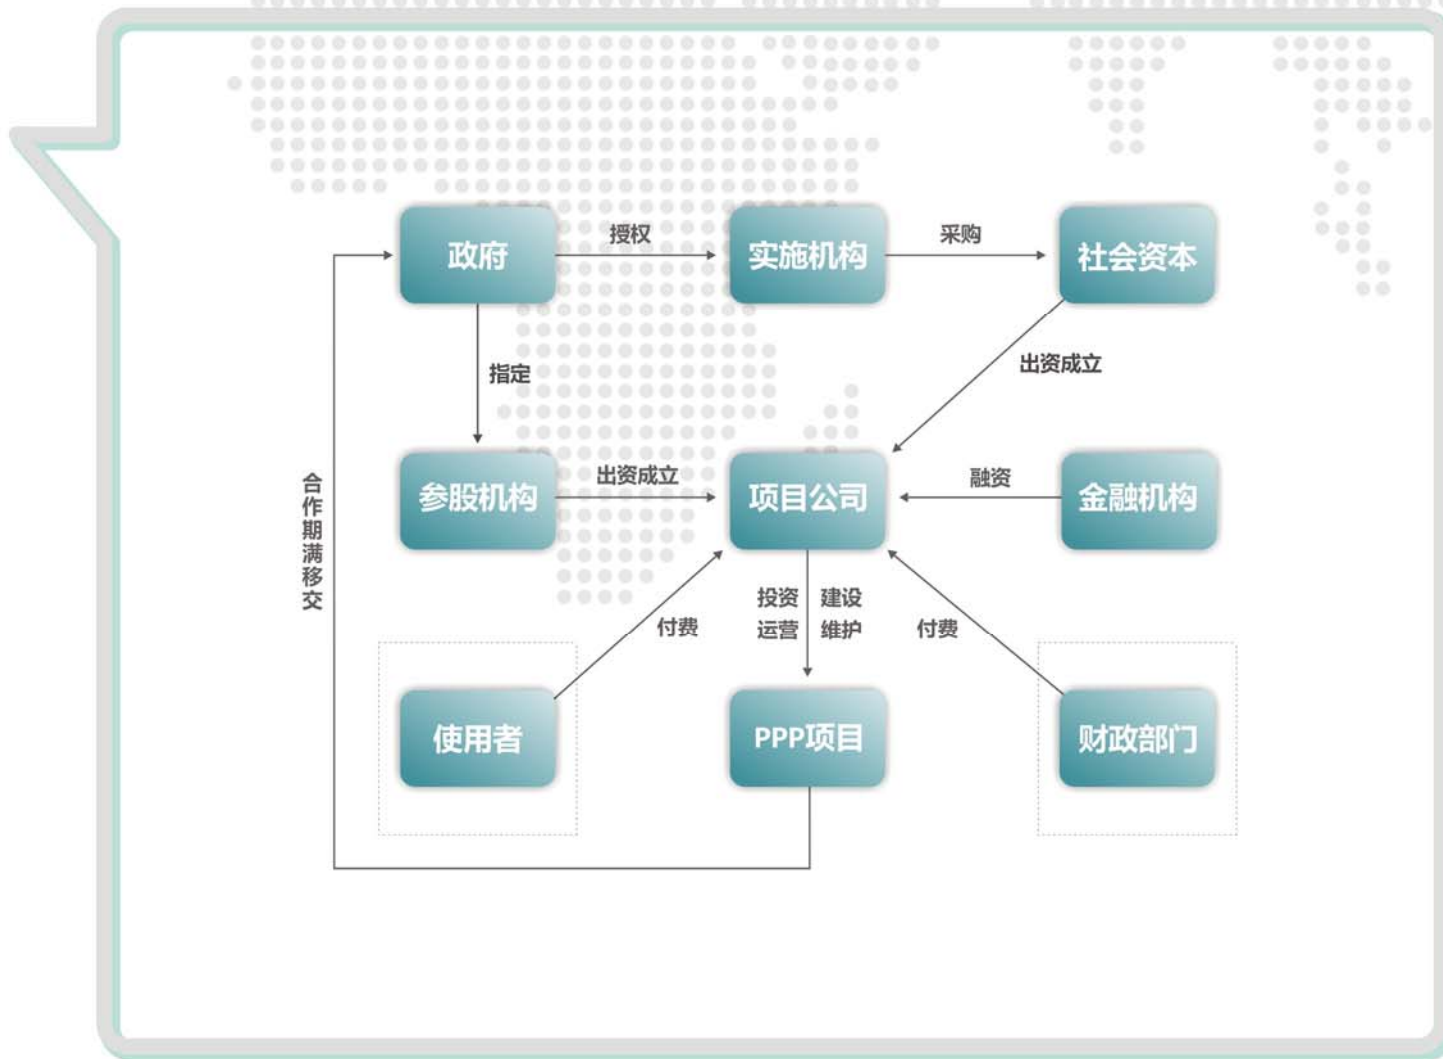 政府
授权
实施机构
采购
社会资本
指定
出资成立
合作期满移交
参股机构
出资成立
项目公司
融资
金融机构
付费
投资 建设
运营 维护
付费
使用者
PPP项目
财政部门